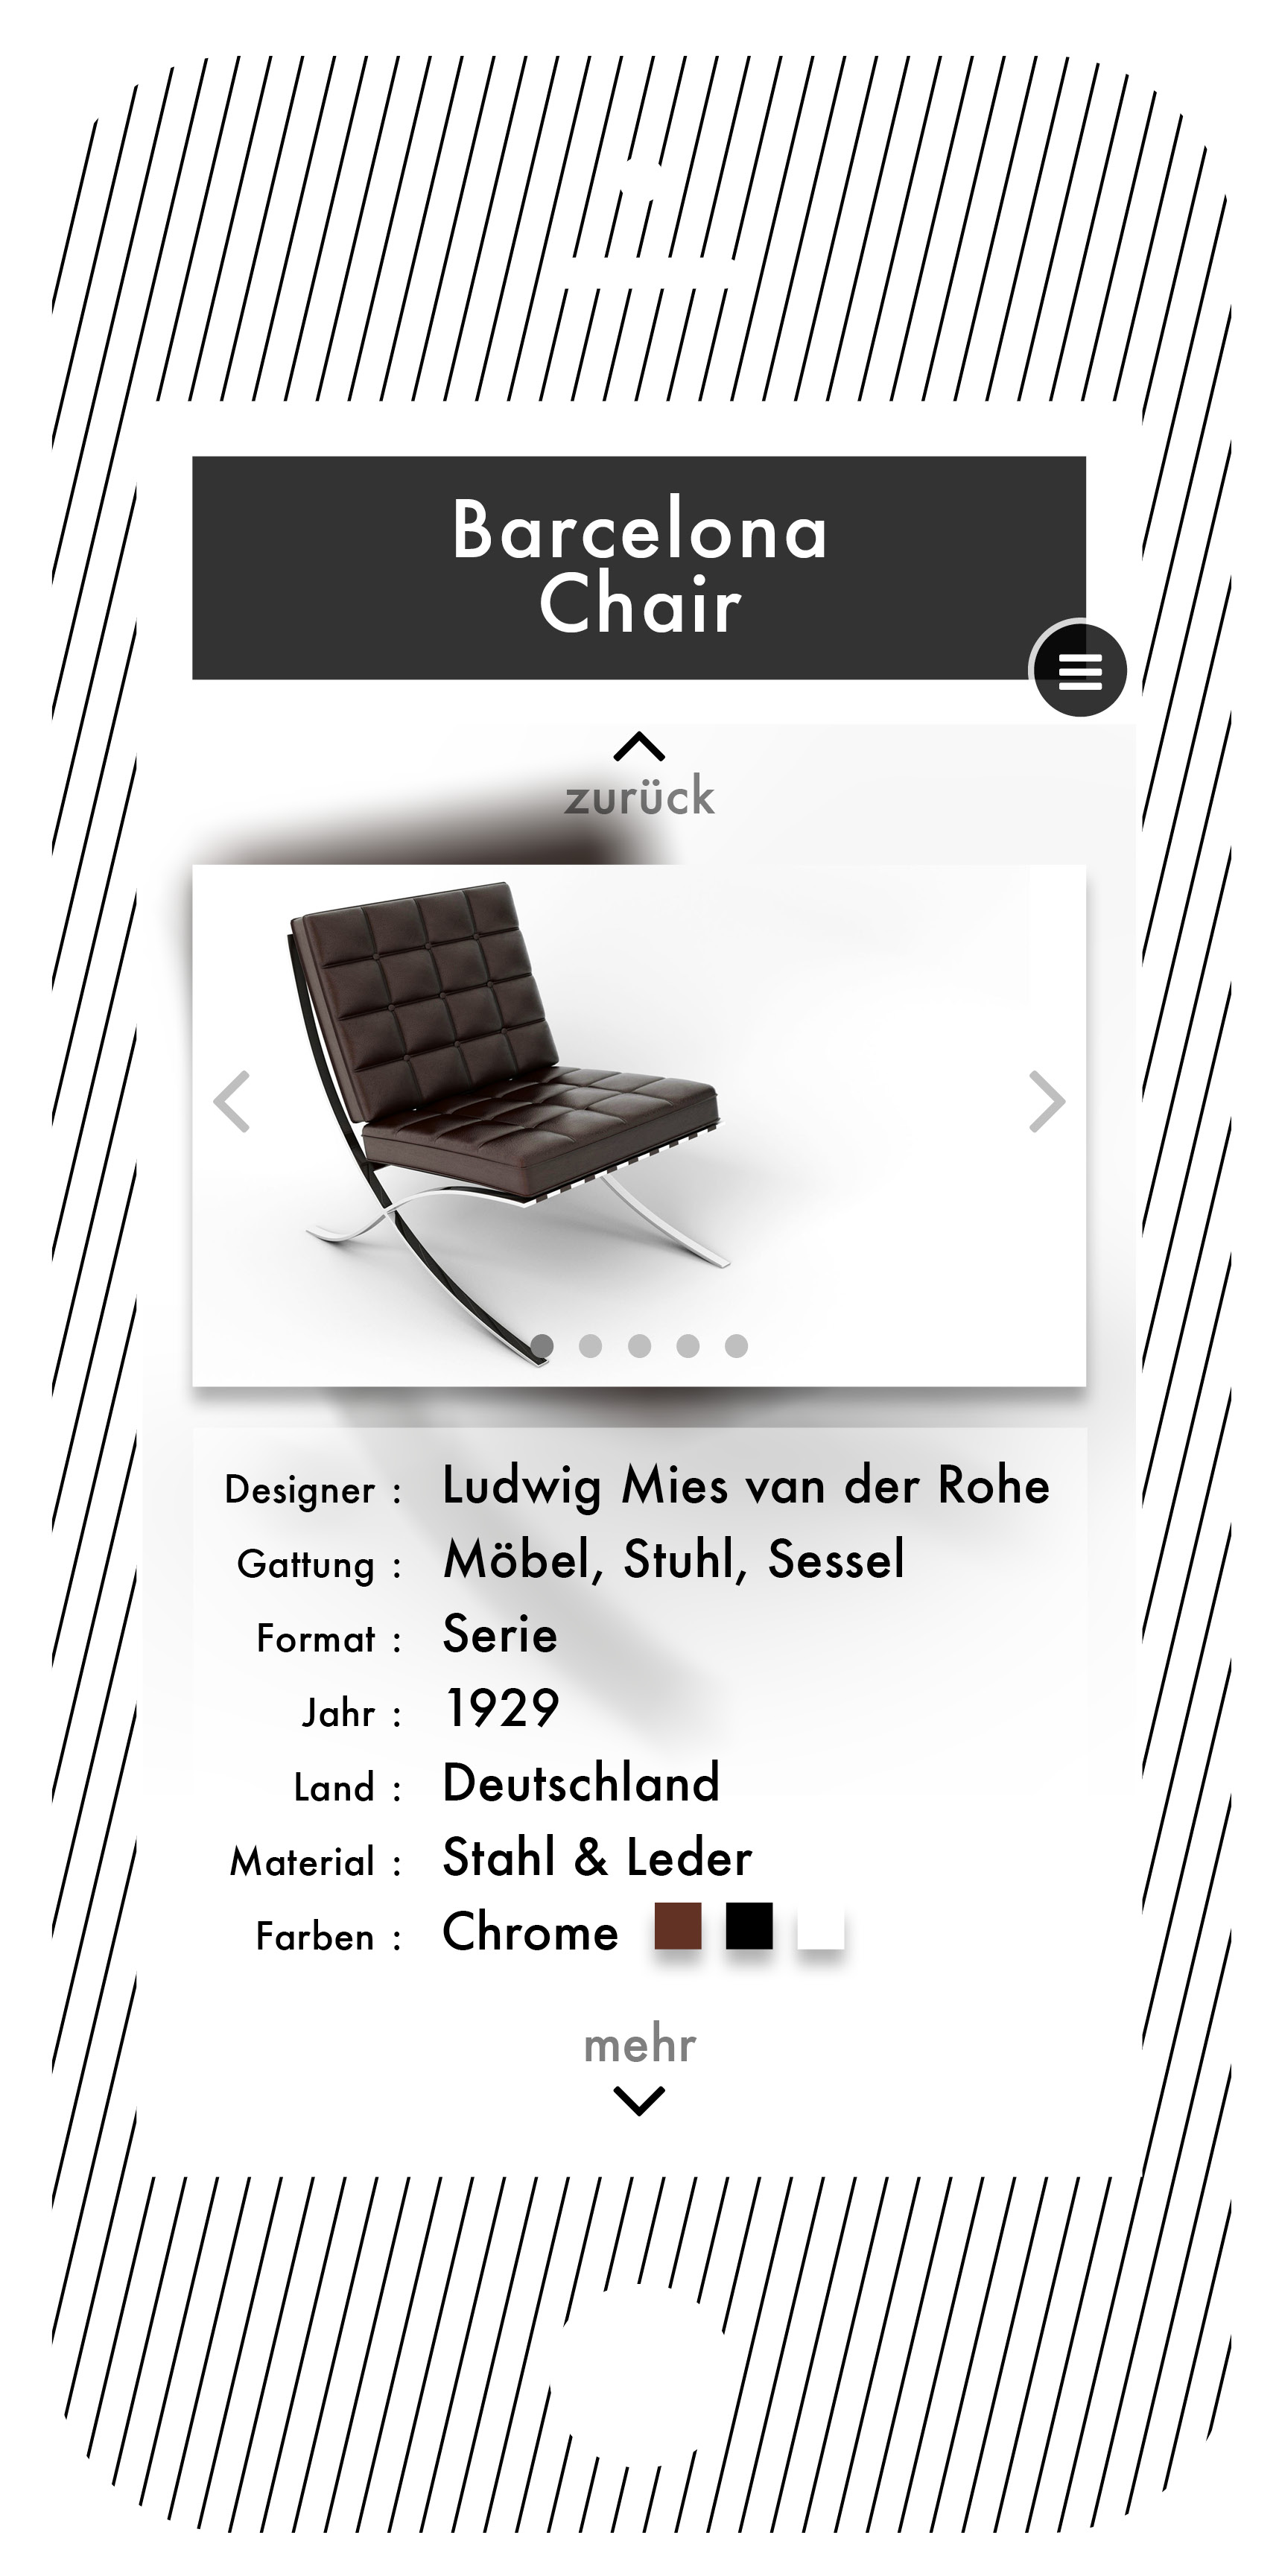 Barcelona
Chair
zurück
Designer : Ludwig Mies van der Rohe
Gattung : Möbel, Stuhl, Sessel
Format : Serie
Jahr : 1929
Land : Deutschland
Material : Stahl & Leder
Farben : Chrome
mehr